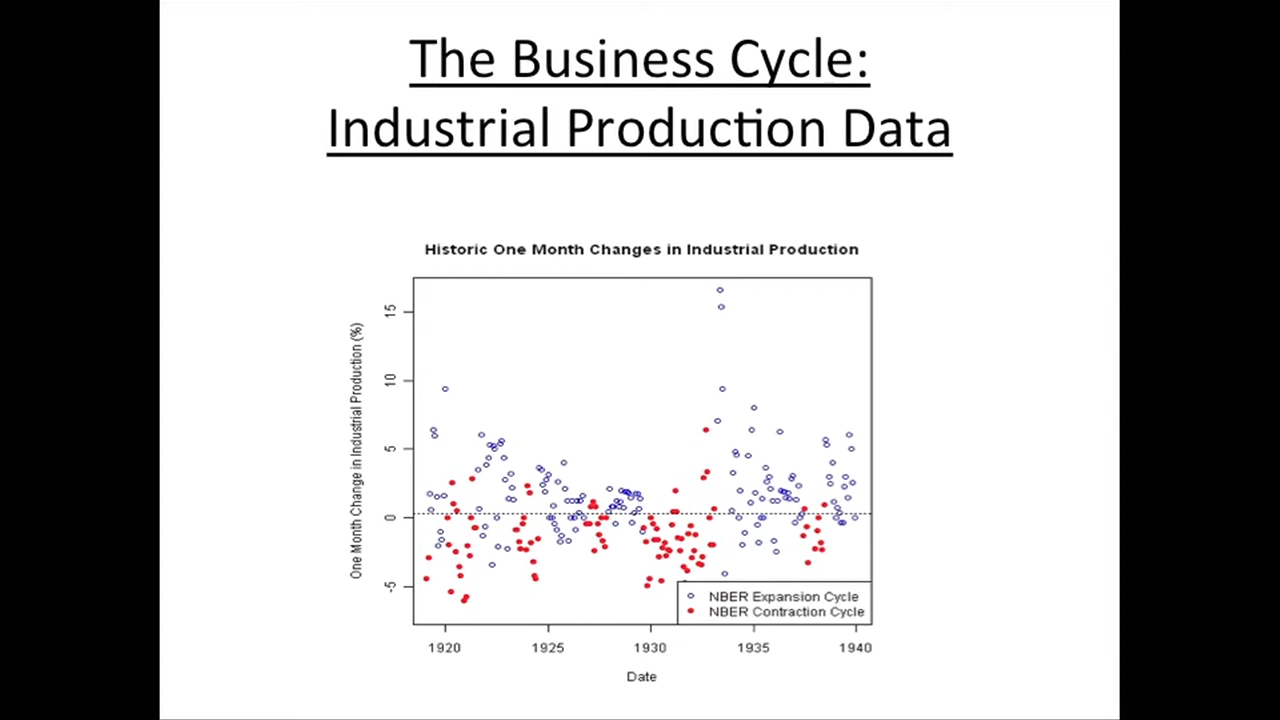 The Business Cycle:
Industrial Production Data
Historic One Month Changes in Industrial Production
One Month Change in Industrial Production (%)
15
10
5
0
-5
NBER Expansion Cycle
NBER Contraction Cycle
1920 1925 1930 1935 1940
Date